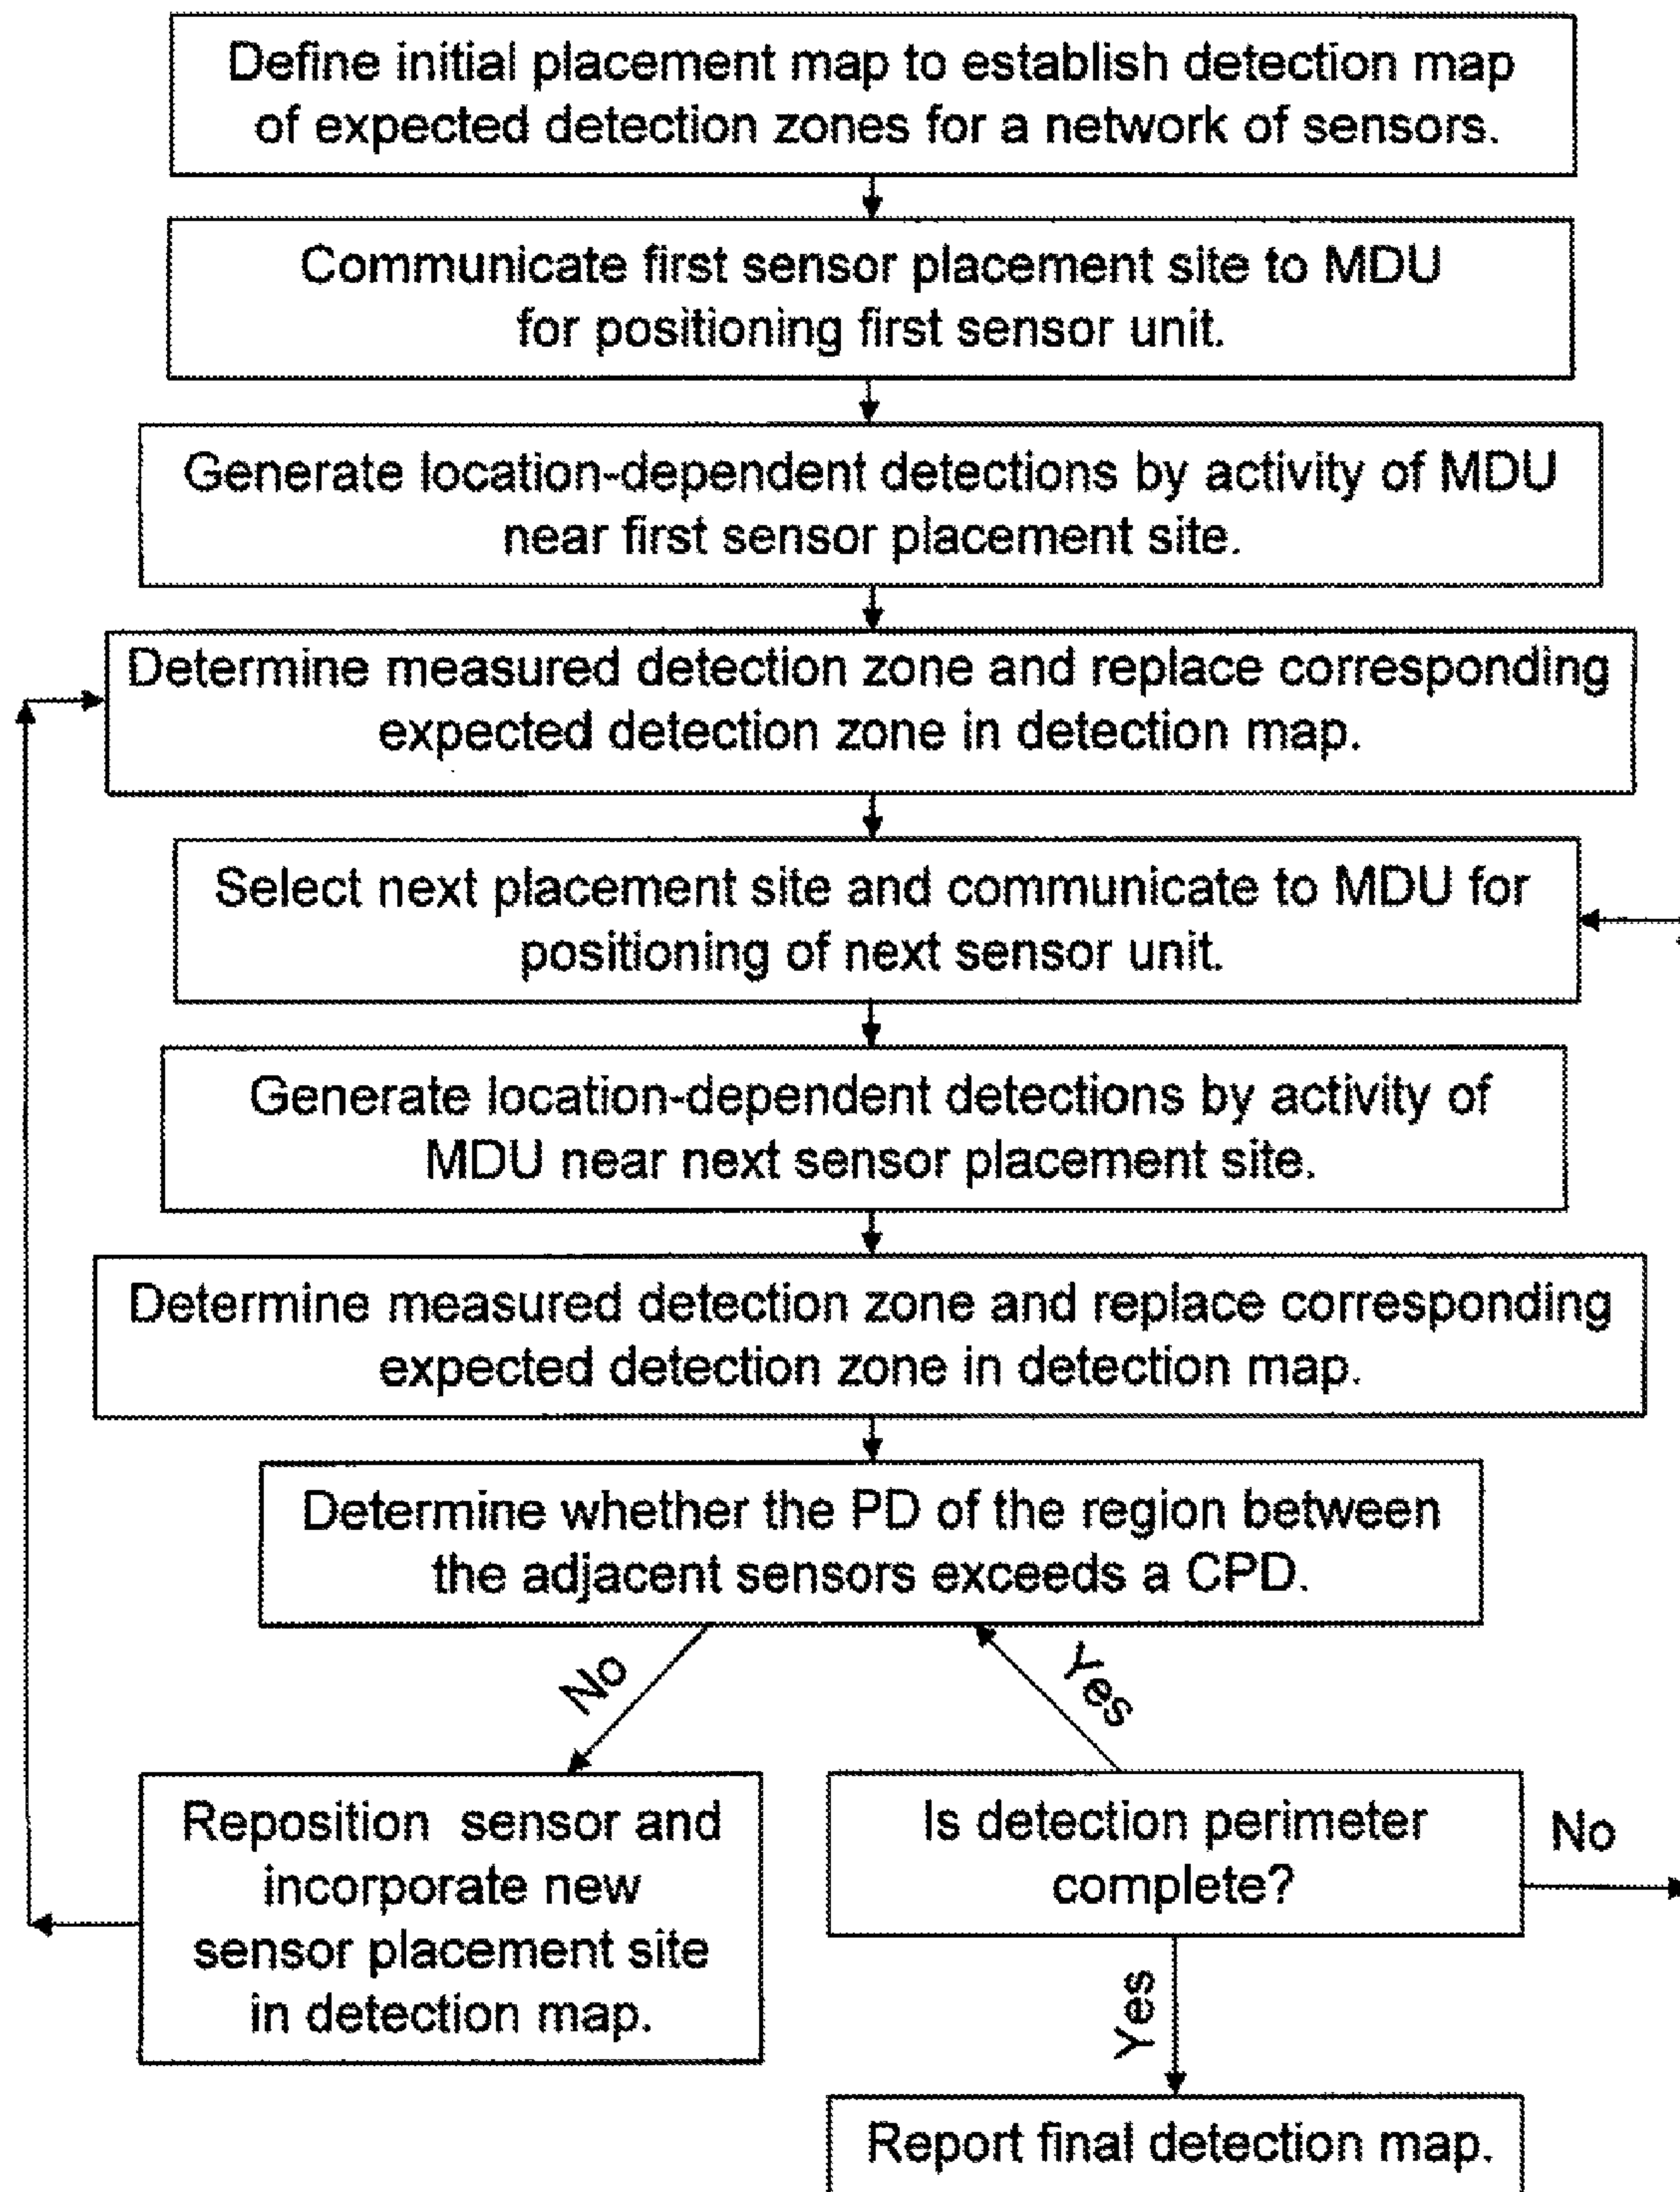 Define initial placement map to establish detection map
of expected detection zones for a network of sensors.
Communicate first sensor placement site to MDU
for positioning first sensor unit.
Generate location-dependent detections by activity of MDU
near first sensor placement site.
Determine measured detection zone and replace corresponding
expected detection zone in detection map.
Select next placement site and communicate to MDU for
positioning of next sensor unit.
Generate location-dependent detections by activity of
MDU near next sensor placement site.
Determine measured detection zone and replace corresponding
expected detection zone in detection map.
Determine whether the PD of the region between
the adjacent sensors exceeds a CPD.
No
Yes
Reposition sensor and
incorporate new
sensor placement site
in detection map.
Is detection perimeter
complete?
No
Yes
Report final detection map.